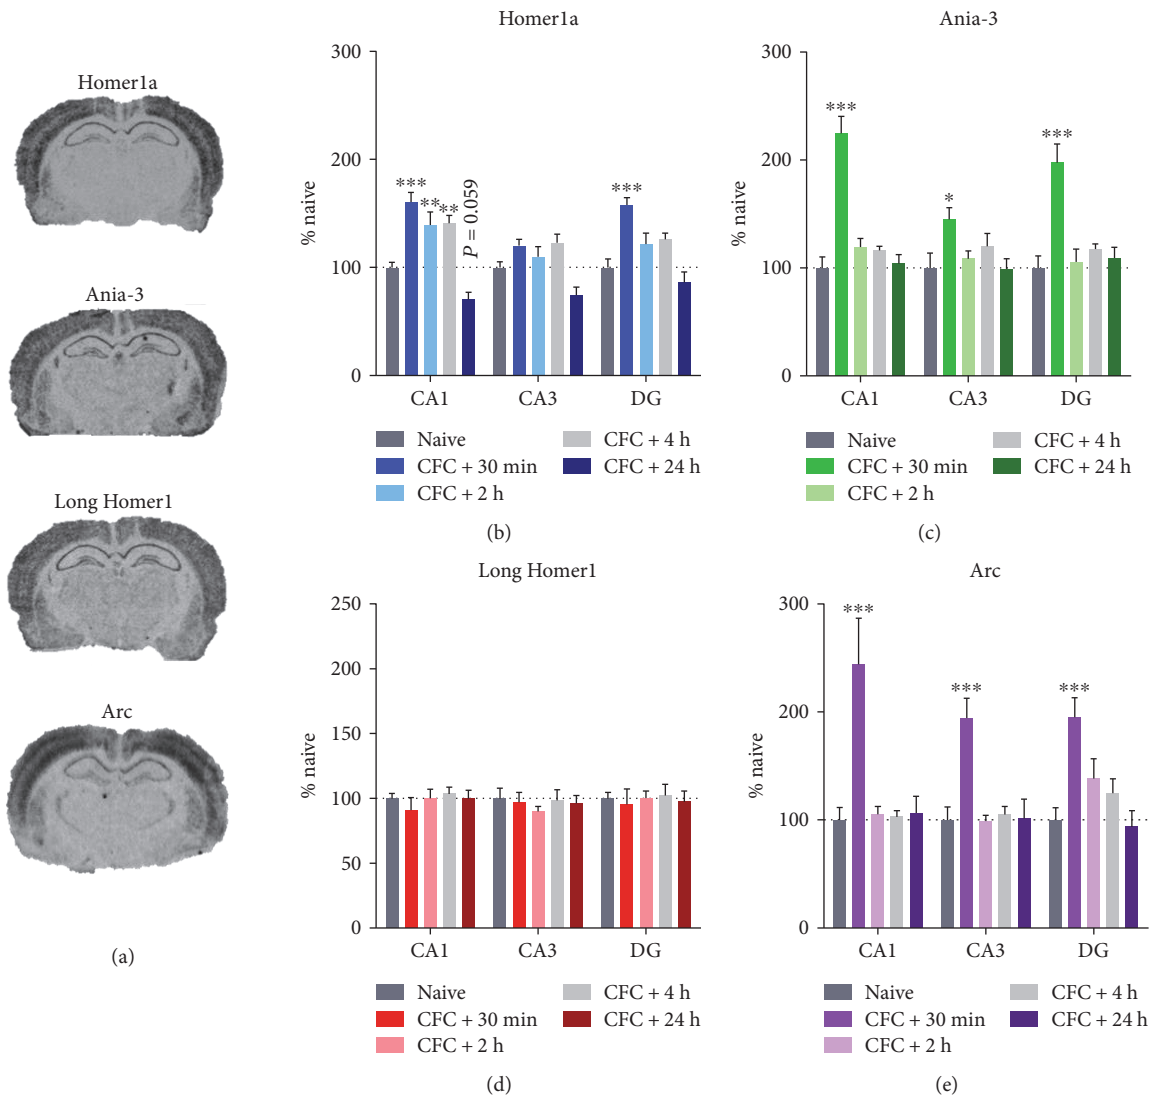 Homer1a
Ania-3
Long Homer1
Arc
(a)
Homer1a
% naive
300
200
100
0
***
**
**
P = 0.059
***
CA1
CA3
DG
Naive
CFC + 30 min
CFC + 2 h
CFC + 4 h
CFC + 24 h
(b)
Ania-3
% naive
300
200
100
0
***
*
***
CA1
CA3
DG
Naive
CFC + 30 min
CFC + 2 h
CFC + 4 h
CFC + 24 h
(c)
Long Homer1
% naive
250
200
150
100
50
0
CA1
CA3
DG
Naive
CFC + 30 min
CFC + 2 h
CFC + 4 h
CFC + 24 h
(d)
Arc
% naive
300
200
100
0
***
***
***
CA1
CA3
DG
Naive
CFC + 30 min
CFC + 2 h
CFC + 4 h
CFC + 24 h
(e)